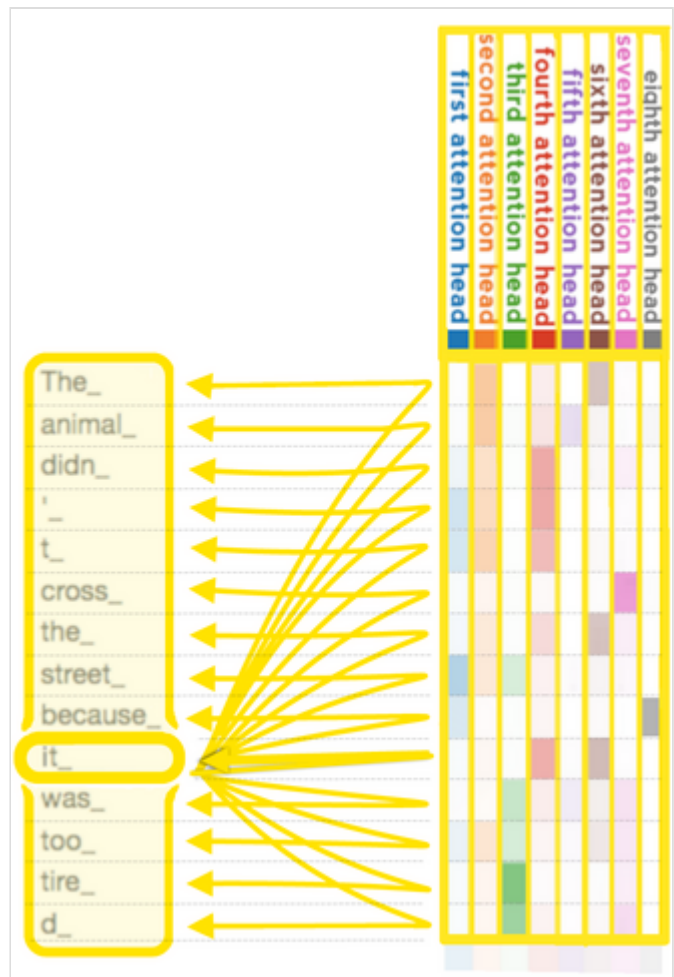 first attention head
second attention head
third attention head
fourth attention head
fifth attention head
sixth attention head
seventh attention head
eighth attention head
The_
animal_
didn_
'_
t_
cross_
the_
street_
because_
it_
was_
too_
tire_
d_